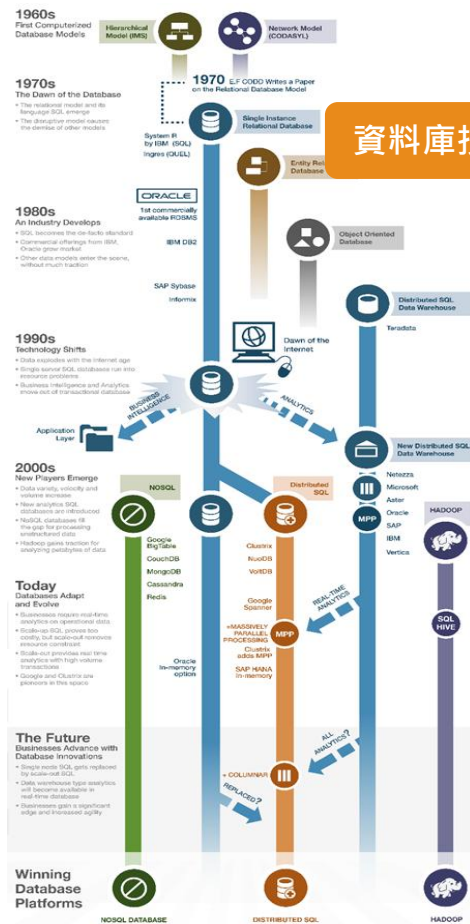 1960s
First Computerized
Database Models
Hierarchical
Model (IMS)
Network Model
(CODASYL)
1970s
The Dawn of the Database
• The relational model and its
language SQL emerge
• The disruptive model causes
the demise of other models
1970 E.F CODD Writes a Paper
on the Relational Database Model
Single Instance
Relational Database
System R
by IBM (SQL)
Ingres (QUEL)
資料庫技
Entity Rel
Database
ORACLE
1st commercially
available RDSMS
1980s
An Industry Develops
• SQL becomes the de-facto standard
• Commercial offerings from IBM,
Oracle grow market
• Other data models enter the scene,
without much traction
IBM DB2
Object Oriented
Database
SAP Sybase
Informix
Distributed SQL
Data Warehouse
Teradata
1990s
Technology Shifts
• Data explodes with the Internet age
• Single server SQL databases run into
resource problems
• Business Intelligence and Analytics
move out of transactional database
Dawn of the
Internet
BUSINESS
INTELLIGENCE
ANALYTICS
Application
Layer
New Distributed SQL
Data Warehouse
2000s
New Players Emerge
• Data variety, velocity and
volume increase
• New analytics SQL
databases are introduced
• NoSQL databases fill
the gap for processing
unstructured data
• Hadoop gains traction for
analyzing petabytes of data
NOSQL
Distributed
SQL
Netezza
Microsoft
Aster
Oracle
SAP
IBM
Vertica
MPP
HADOOP
Google
BigTable
CouchDB
MongoDB
Cassandra
Redis
Clustrix
NuoDB
VoltDB
Google
Spanner
Today
Databases Adapt
and Evolve
• Businesses require real-time
analytics on operational data
• Scale-up SQL proves too
costly, but scale-out removes
resource constraint
• Scale-out provides real time
analytics with high volume
transactions
• Google and Clustrix are
pioneers in this space
REAL-TIME
ANALYTICS
SQL
HIVE
+MASSIVELY
PARALLEL
PROCESSING
MPP
Clustrix
adds MPP
SAP HANA
in-memory
Oracle
in-memory
option
The Future
Businesses Advance with
Database Innovations
• Single node SQL gets replaced
by scale-out SQL
• Data warehouse type analytics
will become available in
real-time database
• Businesses gain a significant
edge and increased agility
ALL
ANALYTICS?
+ COLUMNAR
REPLACED?
Winning
Database
Platforms
NOSQL DATABASE
DISTRIBUTED SQL
HADOOP